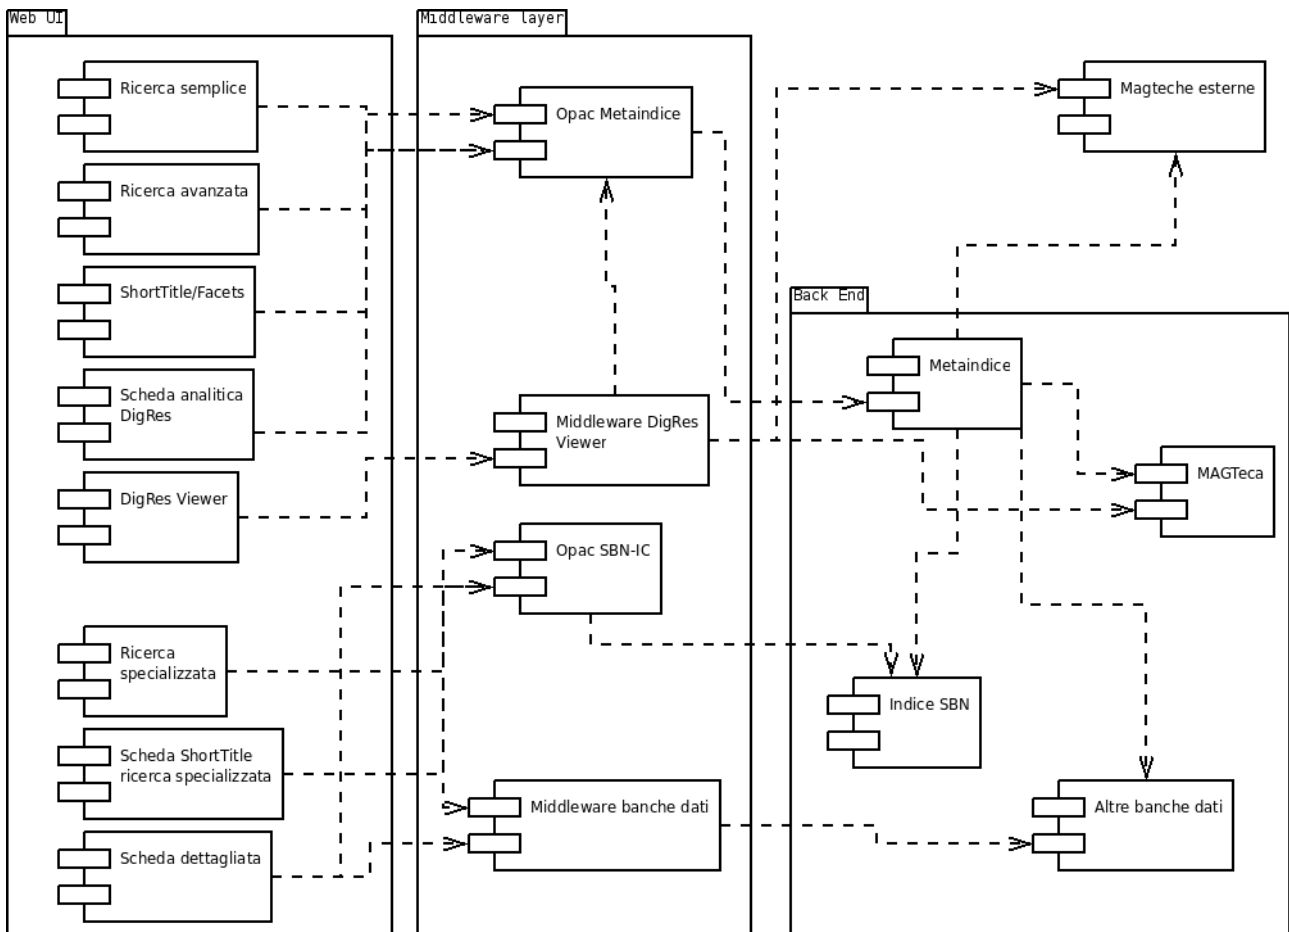 Web UI
Ricerca semplice
Ricerca avanzata
ShortTitle/Facets
Scheda analitica
DigRes
DigRes Viewer
Ricerca
specializzata
Scheda ShortTitle
ricerca specializzata
Scheda dettagliata
Middleware layer
Opac Metaindice
Middleware DigRes
Viewer
Opac SBN-IC
Middleware banche dati
Magteche esterne
Back End
Metaindice
MAGTeca
Indice SBN
Altre banche dati